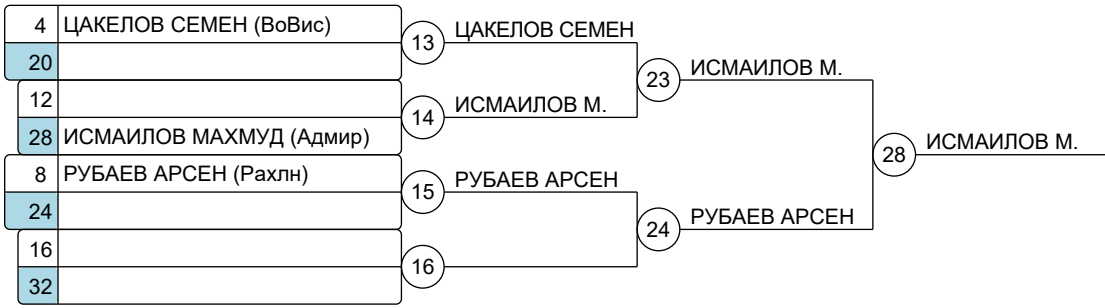 4 ЦАКЕЛОВ СЕМЕН (ВоВис)
20
12
28 ИСМАИЛОВ МАХМУД (Адмир)
8 РУБАЕВ АРСЕН (Рахлн)
24
16
32
13 ЦАКЕЛОВ СЕМЕН
14 ИСМАИЛОВ М.
15 РУБАЕВ АРСЕН
16
23 ИСМАИЛОВ М.
24 РУБАЕВ АРСЕН
28 ИСМАИЛОВ М.